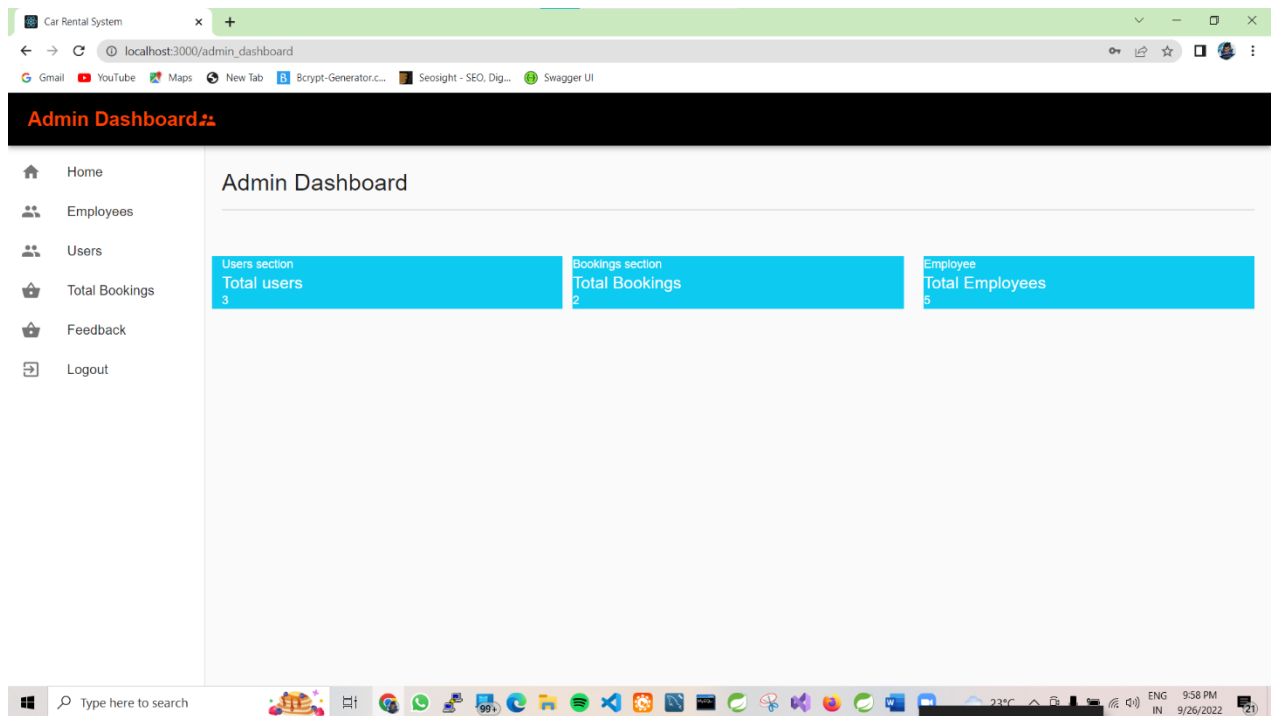 Car Rental System
localhost:3000/admin_dashboard
Gmail YouTube Maps New Tab Bcrypt-Generator.c... Seosight - SEO, Dig... Swagger UI
Admin Dashboard
Home
Employees
Users
Total Bookings
Feedback
Logout
Admin Dashboard
Users section
Total users
3
Bookings section
Total Bookings
2
Employee
Total Employees
5
Type here to search
99+
23°C
ENG
IN
9:58 PM
9/26/2022
21